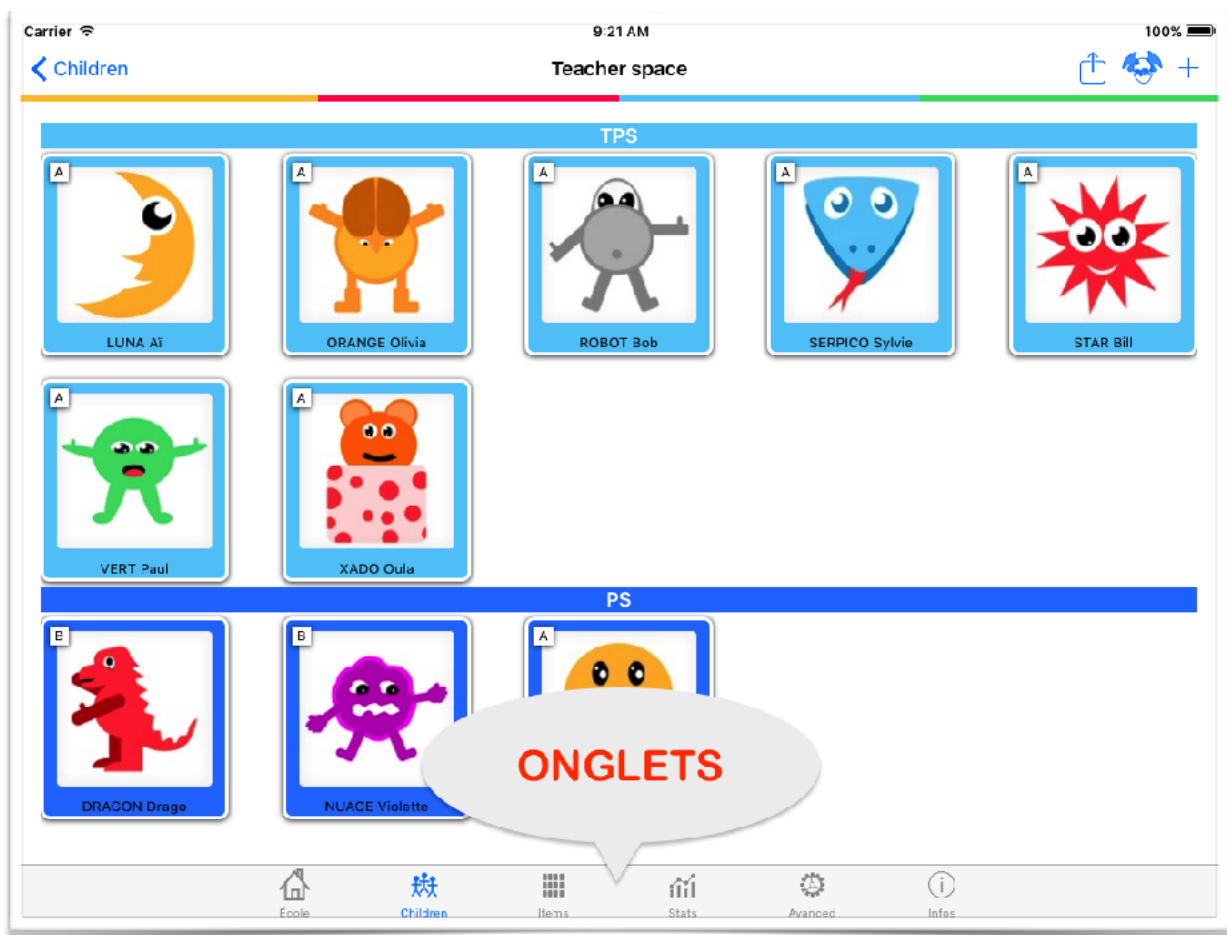 Carrier 9:21 AM 100%
Children Teacher space
TPS
A A A A A
LUNA Aï ORANGE Olivia ROBOT Bob SERPICO Sylvie STAR Bill
A A
VERT Paul XADO Oula
PS
B B A
DRAGON Drago NUAGE Violette
ONGLETS
École Children Items Stats Avanced Infos